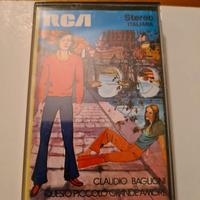 RCA
Stereo
ITALIANA
CLAUDIO BAGLIONI
QUESTO PICCOLO GRANDE AMORE